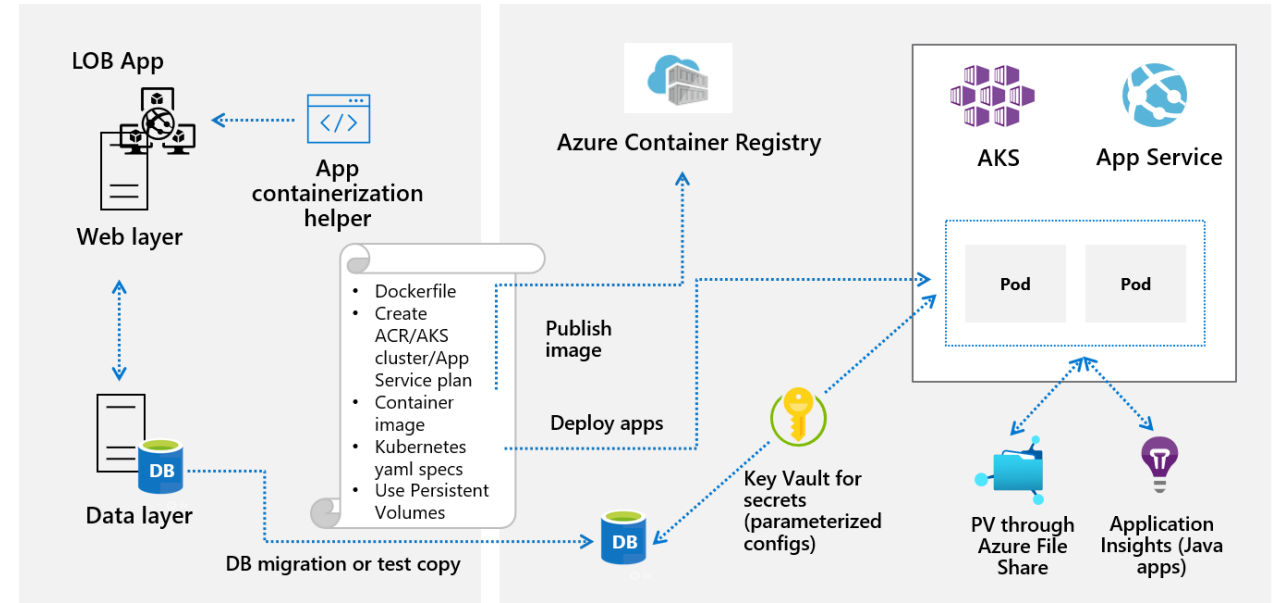 LOB App
Web layer
App
containerization
helper
Data layer
DB
• Dockerfile
• Create
ACR/AKS
cluster/App
Service plan
• Container
image
• Kubernetes
yaml specs
• Use Persistent
Volumes
DB migration or test copy
Azure Container Registry
Publish
image
Deploy apps
DB
Key Vault for
secrets
(parameterized
configs)
AKS
App Service
Pod
Pod
PV through
Azure File
Share
Application
Insights (Java
apps)